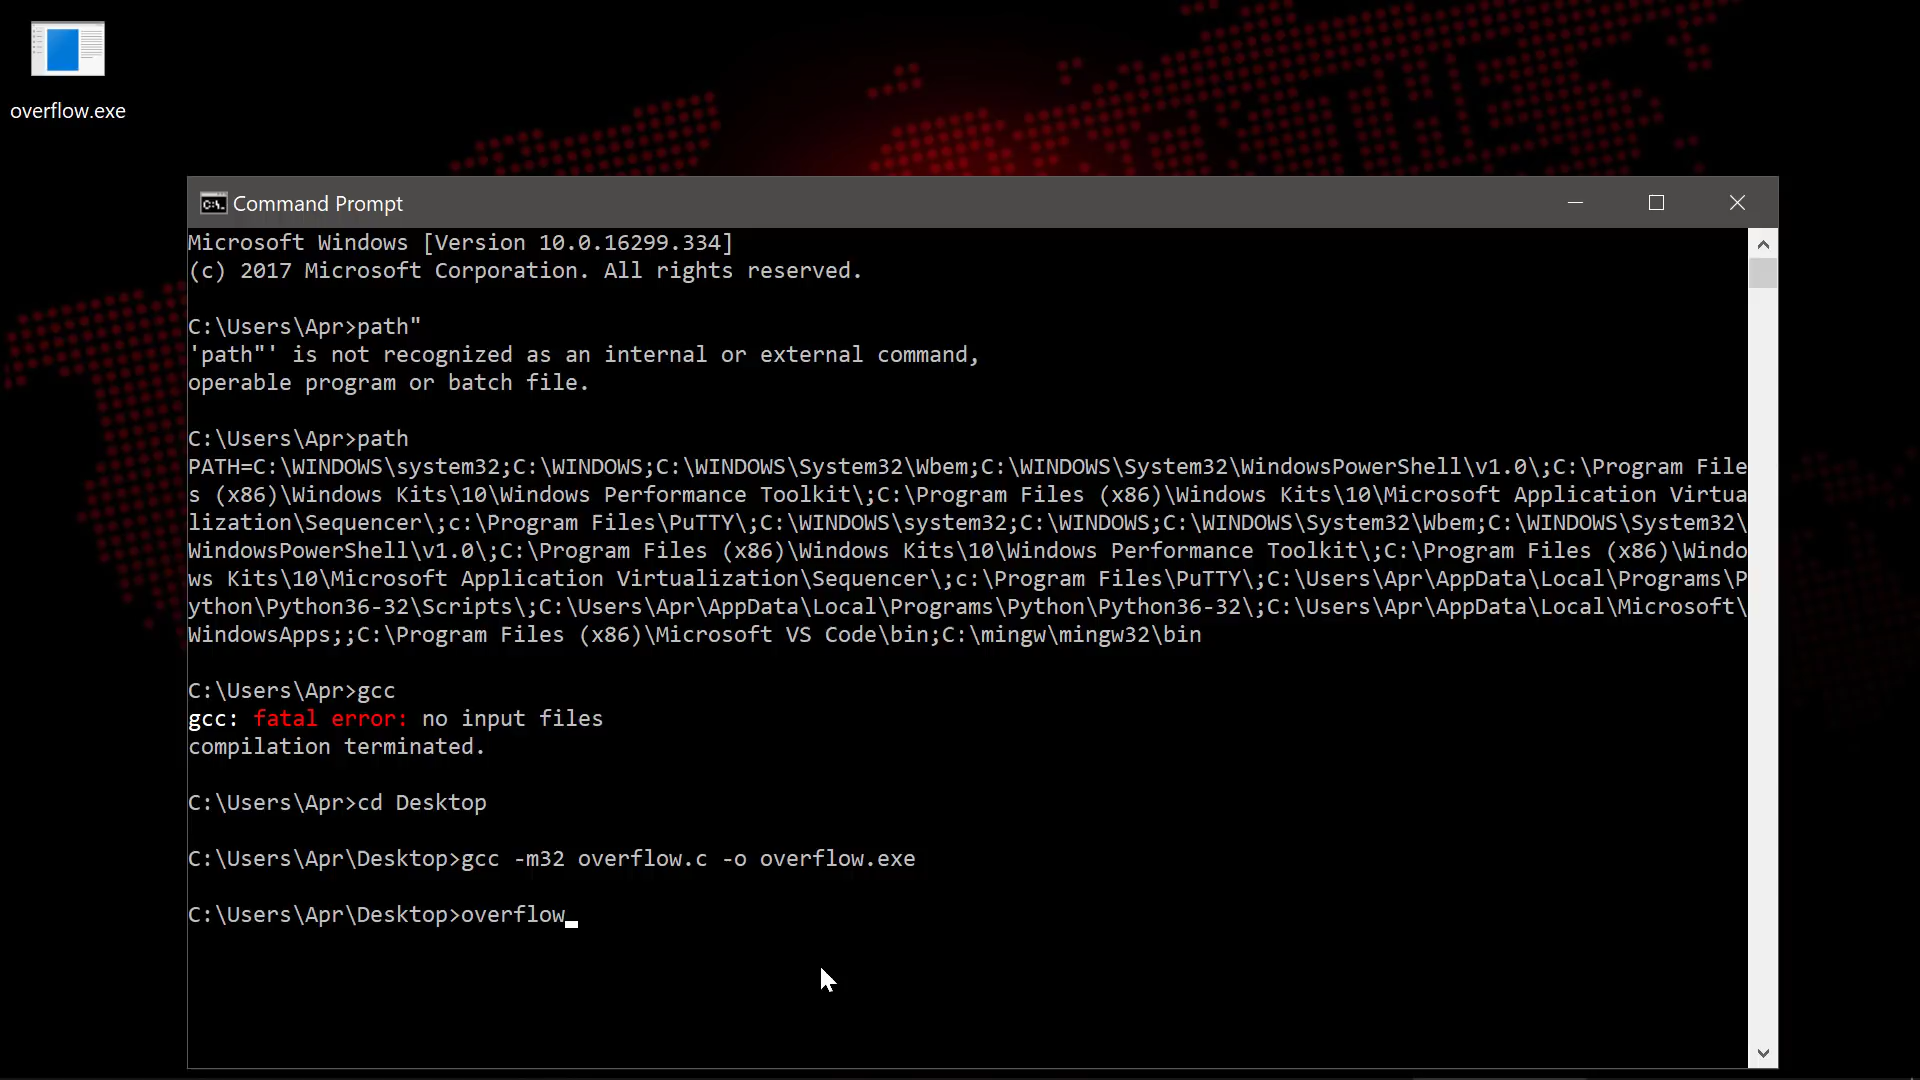 overflow.exe
Command Prompt
Microsoft Windows [Version 10.0.16299.334]
(c) 2017 Microsoft Corporation. All rights reserved.
C:\Users\Apr>path"
'path"' is not recognized as an internal or external command,
operable program or batch file.
C:\Users\Apr>path
PATH=C:\WINDOWS\system32;C:\WINDOWS;C:\WINDOWS\System32\Wbem;C:\WINDOWS\System32\WindowsPowerShell\v1.0\;C:\Program File
s (x86)\Windows Kits\10\Windows Performance Toolkit\;C:\Program Files (x86)\Windows Kits\10\Microsoft Application Virtua
lization\Sequencer\;c:\Program Files\PuTTY\;C:\WINDOWS\system32;C:\WINDOWS;C:\WINDOWS\System32\Wbem;C:\WINDOWS\System32\
WindowsPowerShell\v1.0\;C:\Program Files (x86)\Windows Kits\10\Windows Performance Toolkit\;C:\Program Files (x86)\Windo
ws Kits\10\Microsoft Application Virtualization\Sequencer\;c:\Program Files\PuTTY\;C:\Users\Apr\AppData\Local\Programs\P
ython\Python36-32\Scripts\;C:\Users\Apr\AppData\Local\Programs\Python\Python36-32\;C:\Users\Apr\AppData\Local\Microsoft\
WindowsApps;;C:\Program Files (x86)\Microsoft VS Code\bin;C:\mingw\mingw32\bin
C:\Users\Apr>gcc
gcc: fatal error: no input files
compilation terminated.
C:\Users\Apr>cd Desktop
C:\Users\Apr\Desktop>gcc -m32 overflow.c -o overflow.exe
C:\Users\Apr\Desktop>overflow